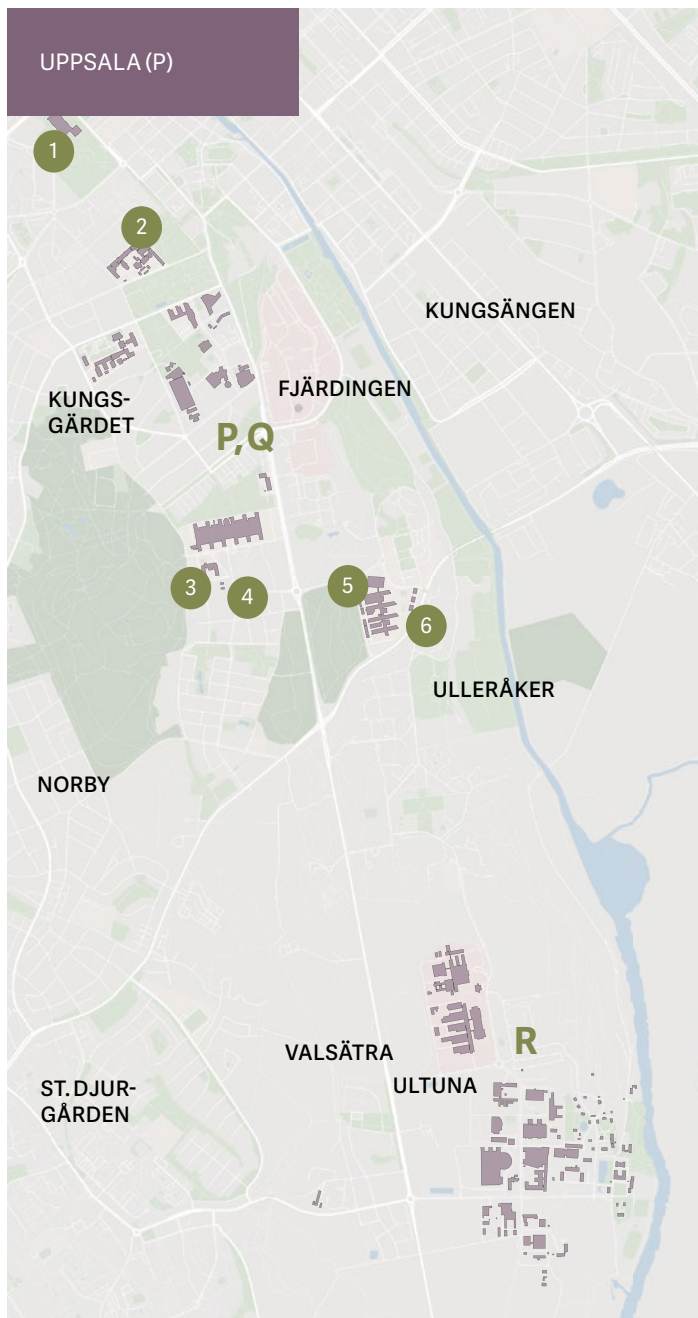 UPPSALA (P)
1
2
KUNGSÄNGEN
FJÄRDINGEN
KUNGS-
GÄRDET
P, Q
3
4
5
6
ULLERÅKER
NORBY
R
VALSÄTRA
ULTUNA
ST. DJUR-
GÅRDEN